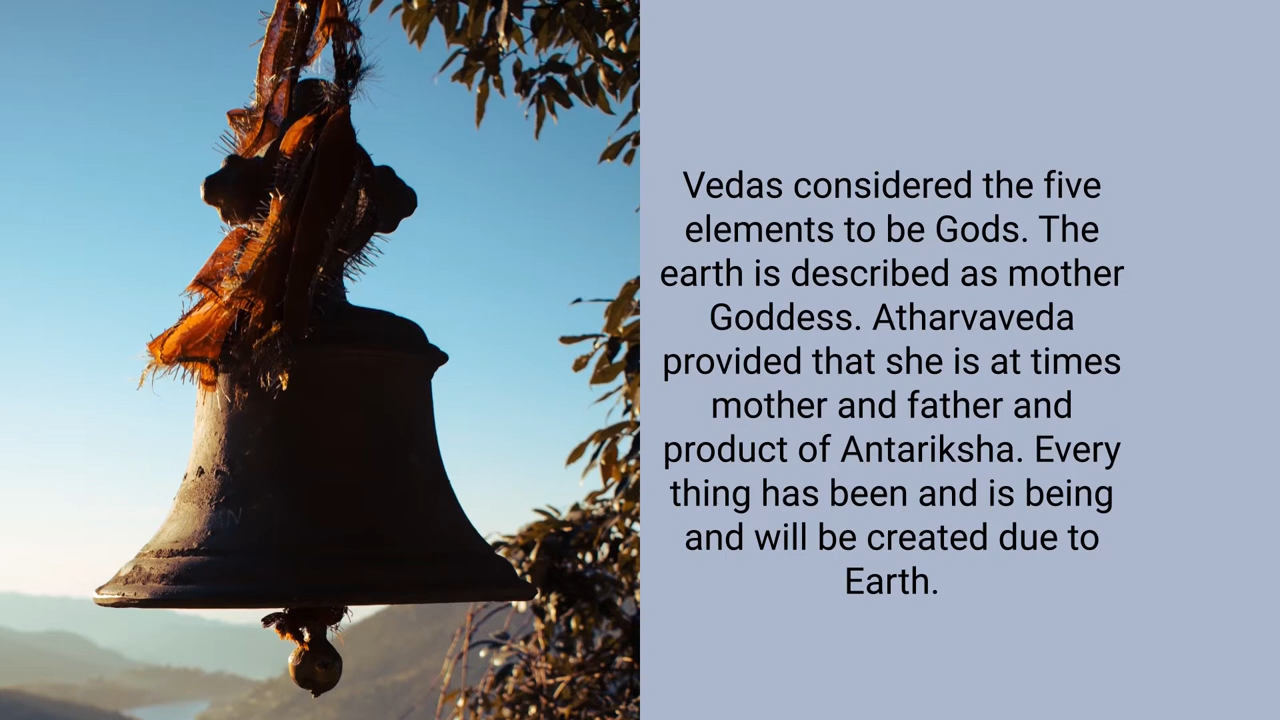 Vedas considered the five
elements to be Gods. The
earth is described as mother
Goddess. Atharvaveda
provided that she is at times
mother and father and
product of Antariksha. Every
thing has been and is being
and will be created due to
Earth.